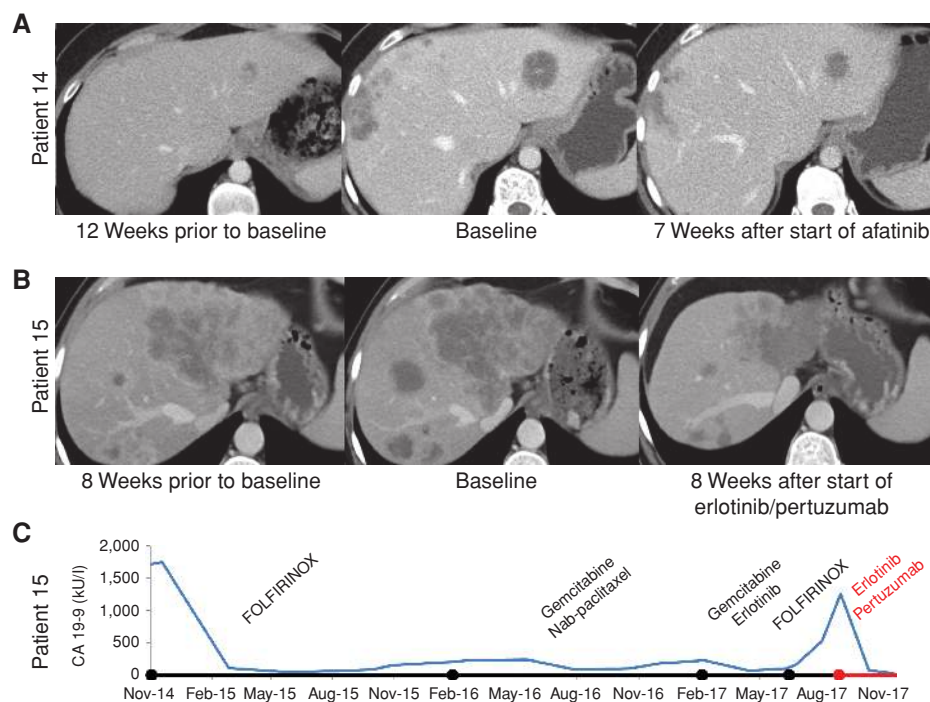 A
Patient 14
12 Weeks prior to baseline
Baseline
7 Weeks after start of afatinib
B
Patient 15
8 Weeks prior to baseline
Baseline
8 Weeks after start of
erlotinib/pertuzumab
C
Patient 15
CA 19-9 (kU/l)
2,000
1,500
1,000
500
0
FOLFIRINOX
Gemcitabine
Nab-paclitaxel
Gemcitabine
Erlotinib
FOLFIRINOX
Erlotinib
Pertuzumab
Nov-14 Feb-15 May-15 Aug-15 Nov-15 Feb-16 May-16 Aug-16 Nov-16 Feb-17 May-17 Aug-17 Nov-17